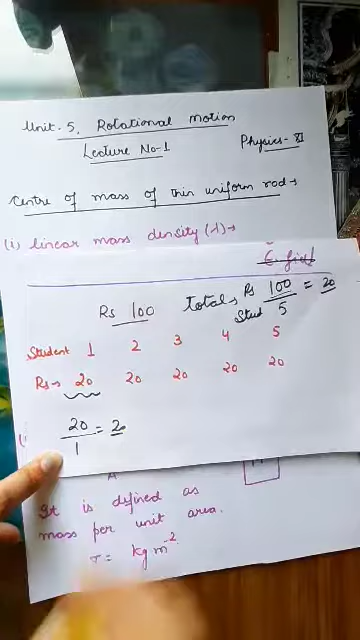 Unit-5, Rotational motion
Lecture No-1
Physics-XI
Centre of mass of thin uniform rod→
(i) linear mass density (λ)→
Rs 100
Total→ Rs 100 = 20
Stud 5
Student 1 2 3 4 5
Rs→ 20 20 20 20 20
20 = 20
1
(i
A
It is defined as
mass per unit area.
σ = kg m⁻²